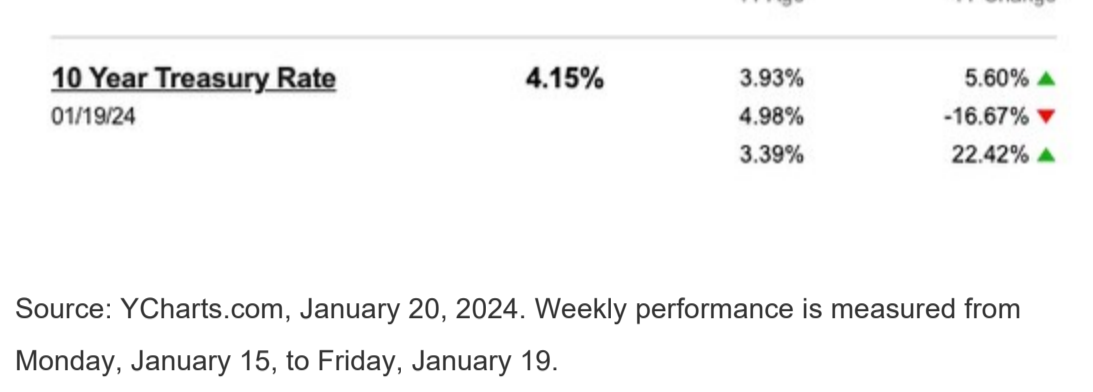 10 Year Treasury Rate 4.15% 3.93% 5.60% ▲
01/19/24 4.98% -16.67% ▼
3.39% 22.42% ▲
Source: YCharts.com, January 20, 2024. Weekly performance is measured from
Monday, January 15, to Friday, January 19.